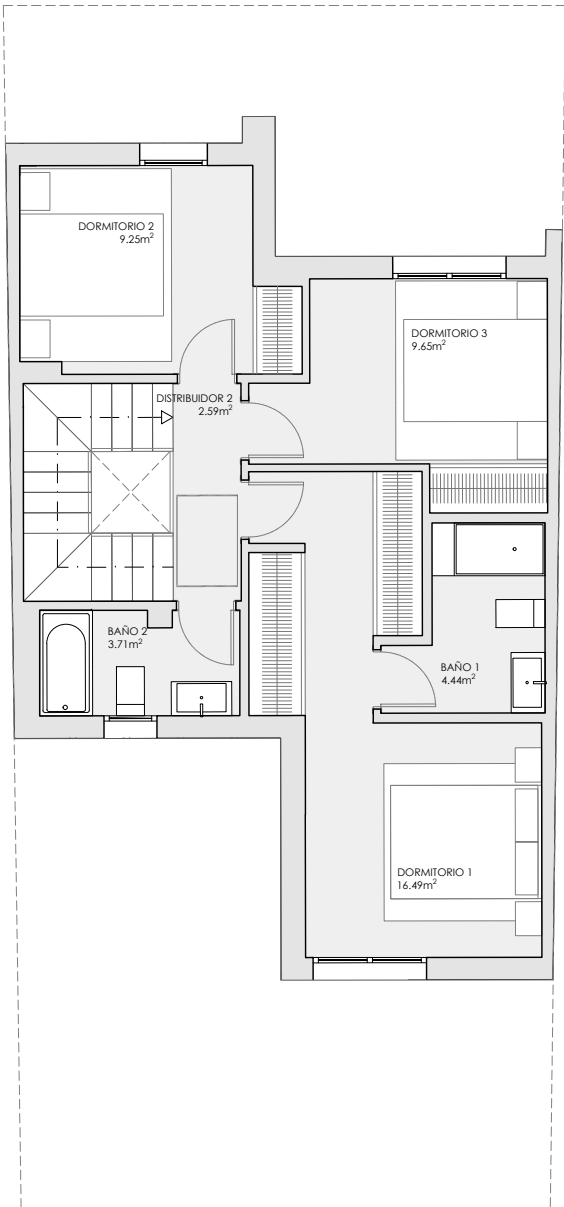 DORMITORIO 2
9.25m²
DORMITORIO 3
9.65m²
DISTRIBUIDOR 2
2.59m²
BAÑO 2
3.71m²
BAÑO 1
4.44m²
DORMITORIO 1
16.49m²